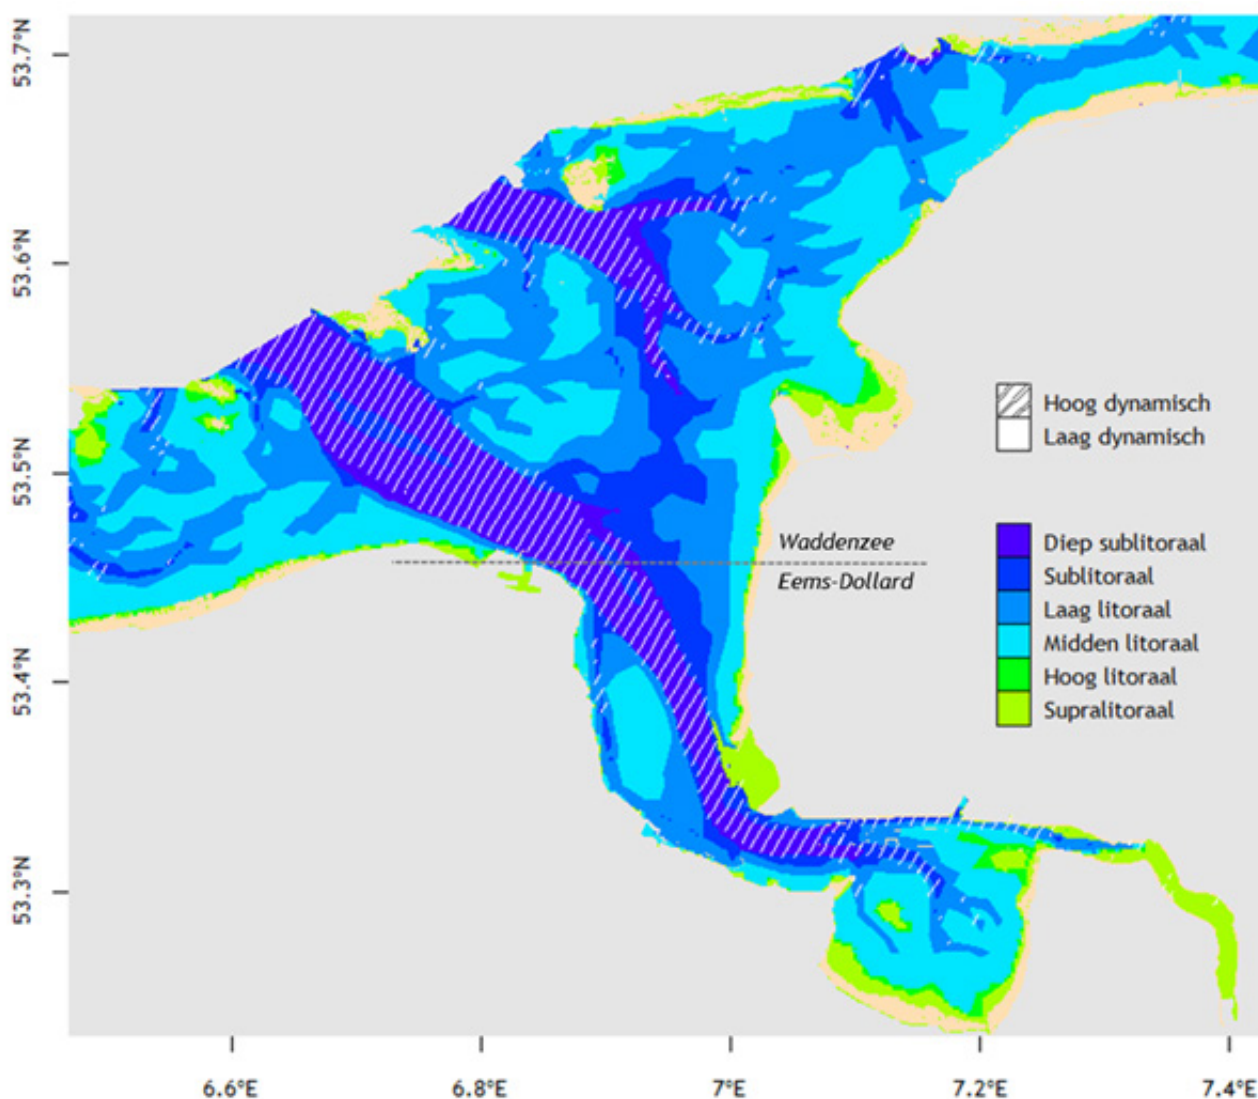 53.7°N
53.6°N
53.5°N
53.4°N
53.3°N
Hoog dynamisch
Laag dynamisch
Waddenzee
Eems-Dollard
Diep sublitoraal
Sublitoraal
Laag litoraal
Midden litoraal
Hoog litoraal
Supralitoraal
6.6°E
6.8°E
7°E
7.2°E
7.4°E